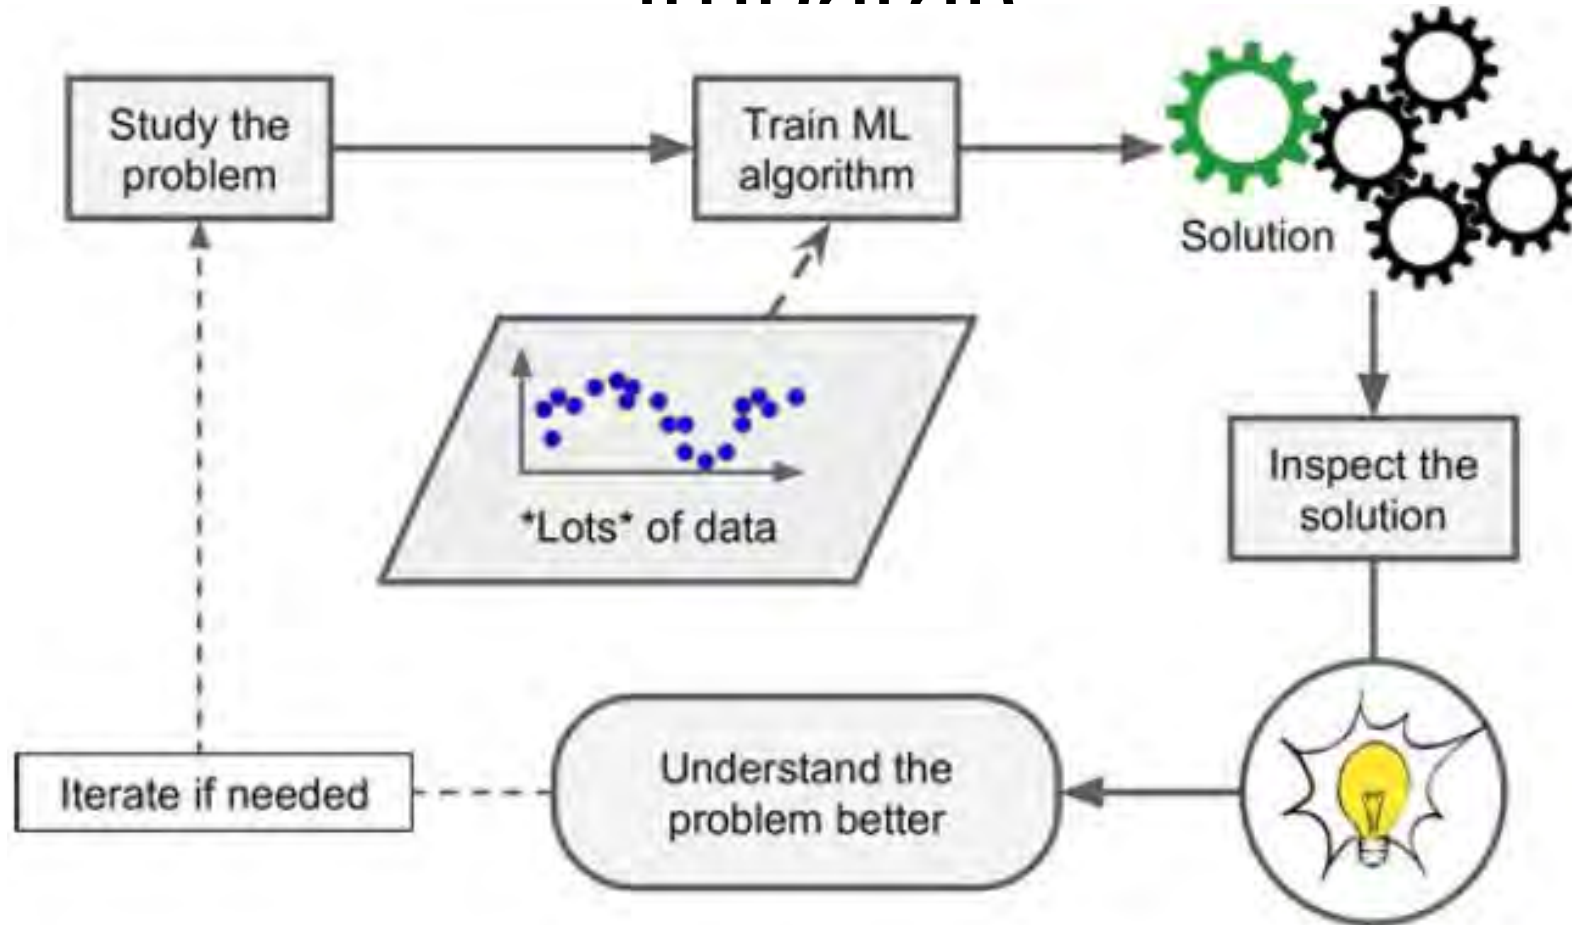 Study the
problem
Train ML
algorithm
Solution
*Lots* of data
Inspect the
solution
Understand the
problem better
Iterate if needed